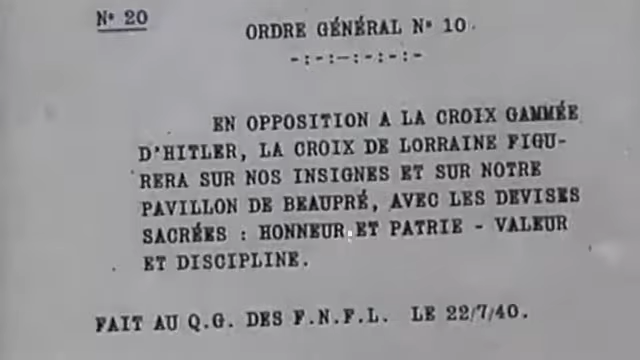 Nº 20
ORDRE GÉNÉRAL Nº 10.
-:-:-:-:-:-
EN OPPOSITION A LA CROIX GAMMÉE
D'HITLER, LA CROIX DE LORRAINE FIGU-
RERA SUR NOS INSIGNES ET SUR NOTRE
PAVILLON DE BEAUPRÉ, AVEC LES DEVISES
SACRÉES : HONNEUR ET PATRIE - VALEUR
ET DISCIPLINE.
FAIT AU Q.G. DES F.N.F.L. LE 22/7/40.